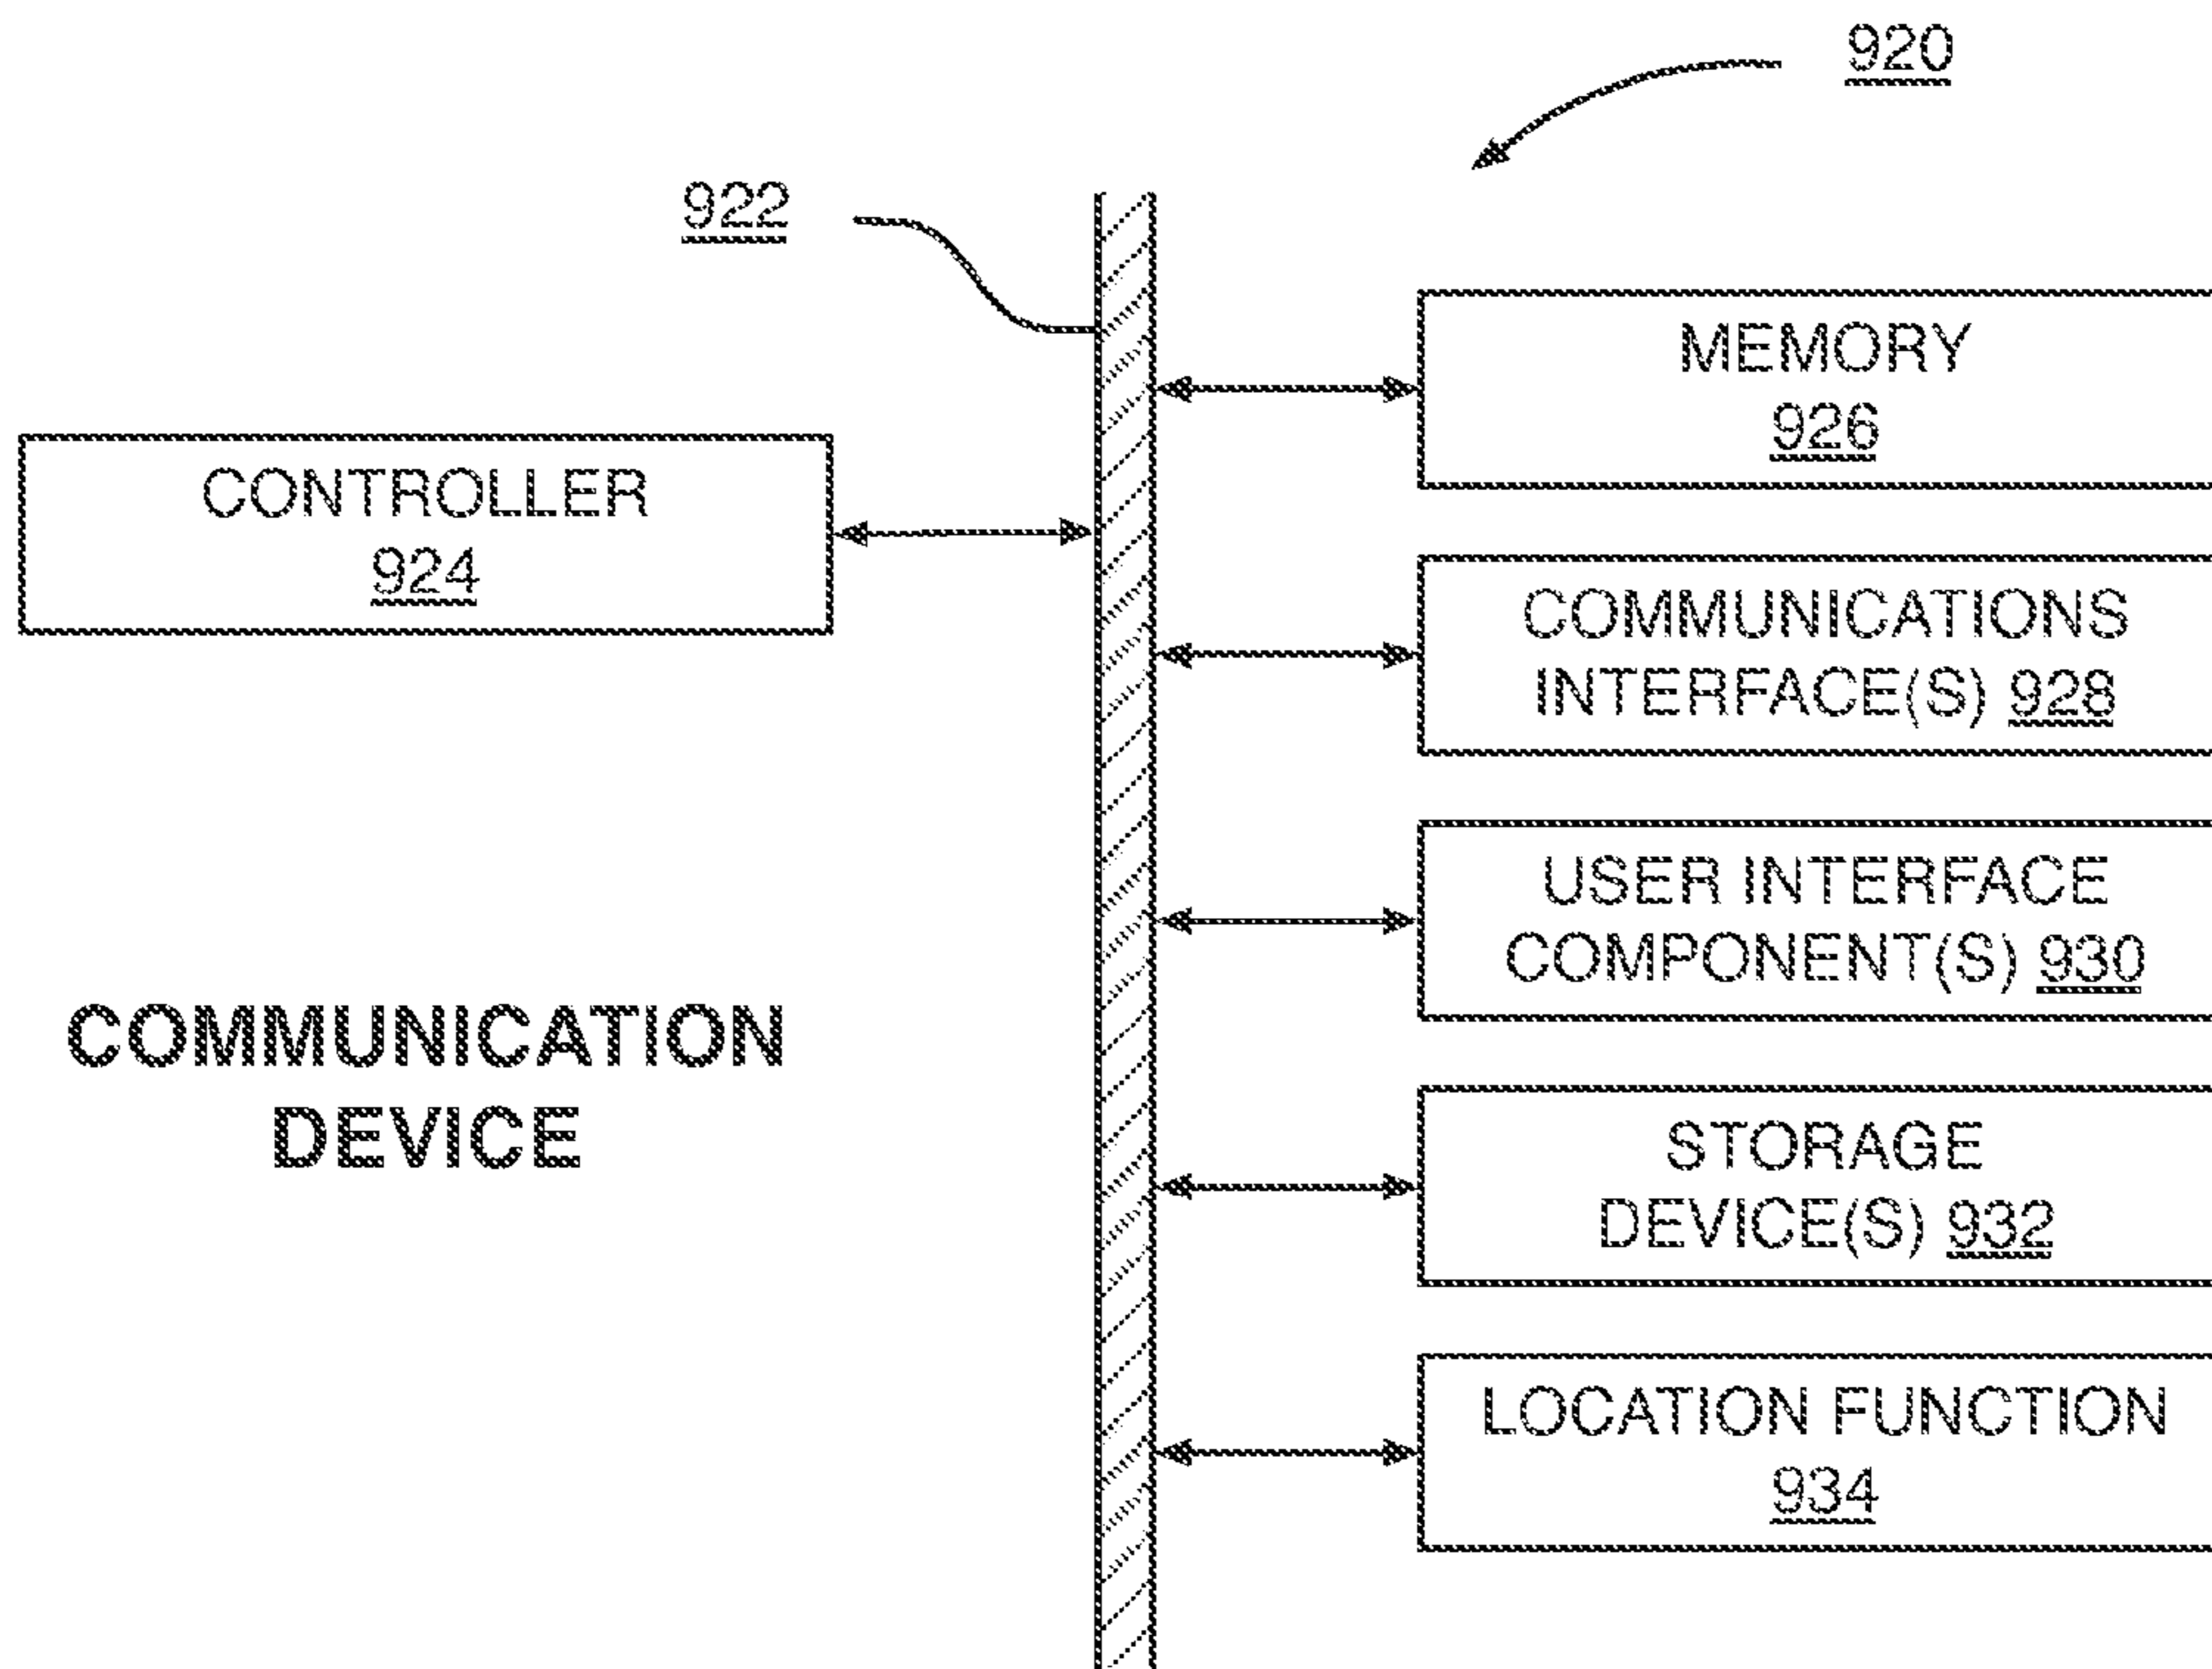 920
922
MEMORY
926
CONTROLLER
924
COMMUNICATIONS
INTERFACE(S) 928
USER INTERFACE
COMPONENT(S) 930
COMMUNICATION
DEVICE
STORAGE
DEVICE(S) 932
LOCATION FUNCTION
934